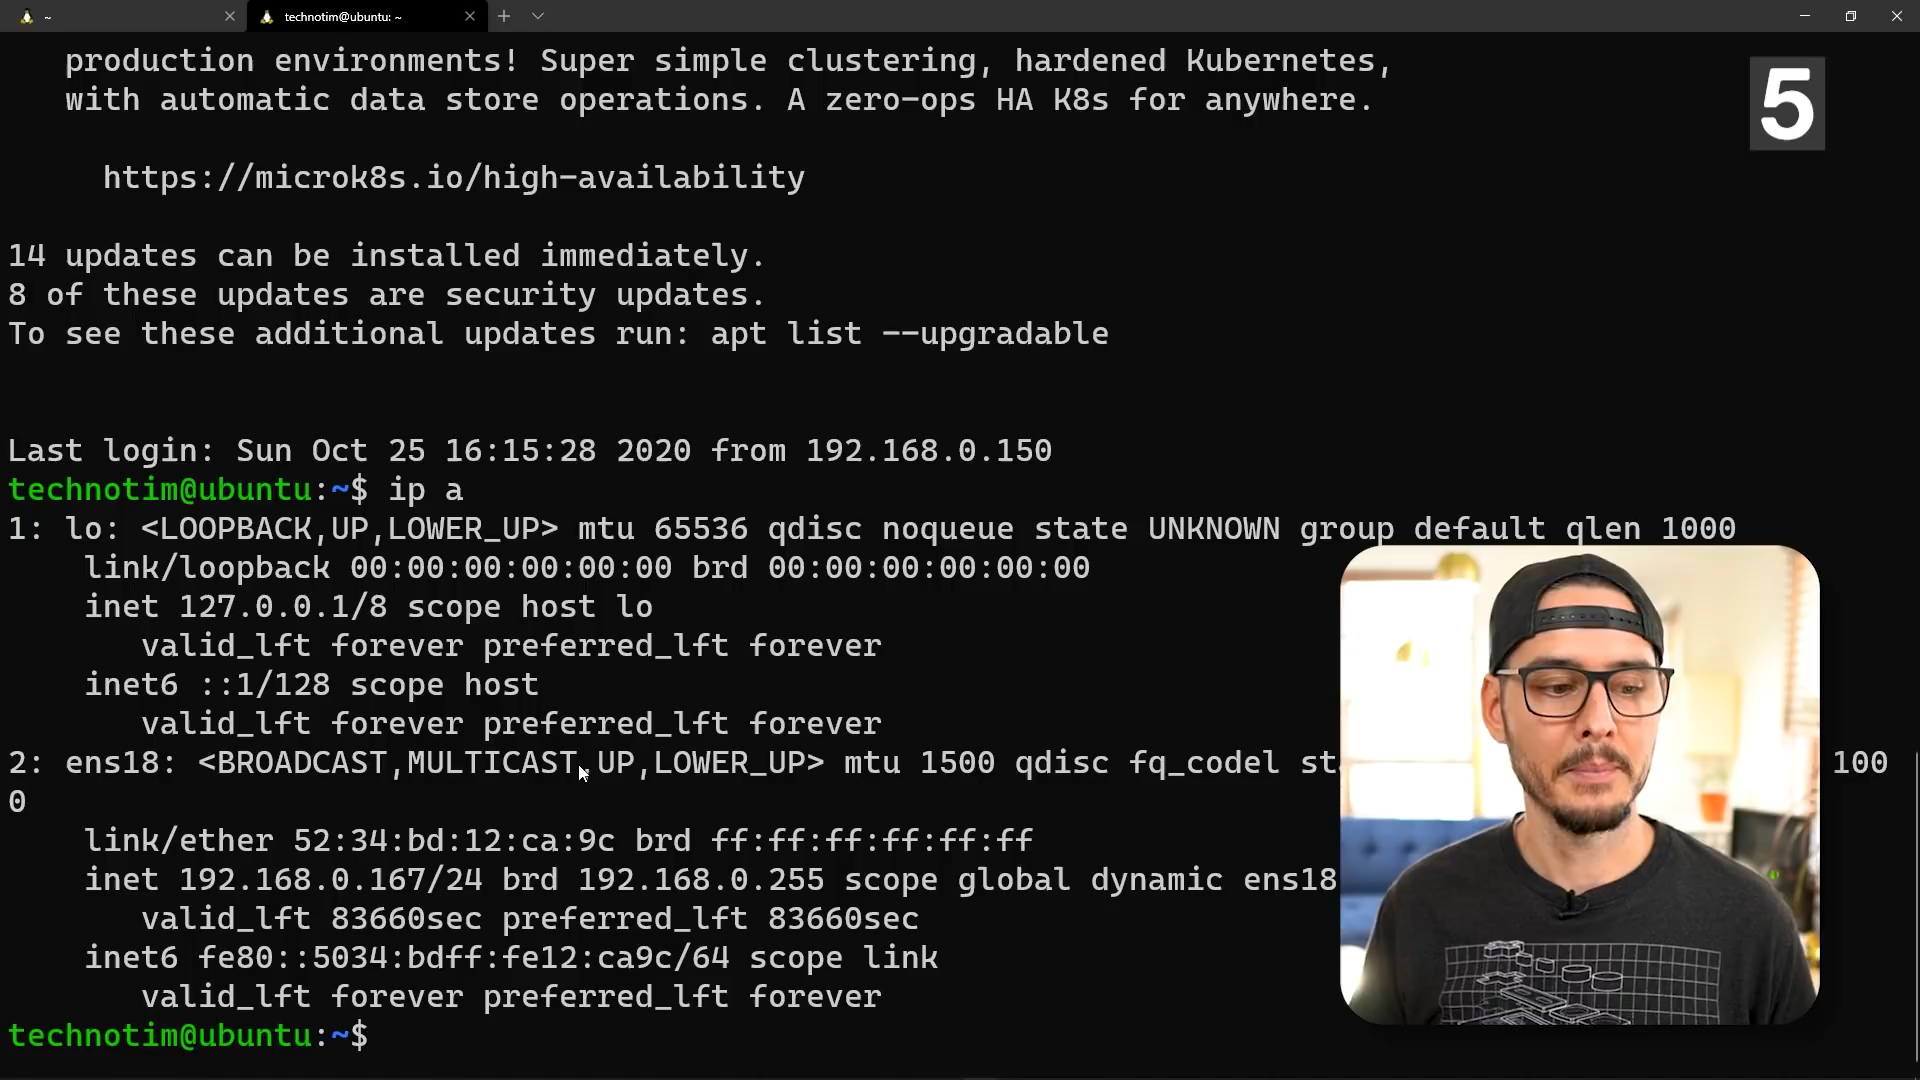 ~
technotim@ubuntu: ~
production environments! Super simple clustering, hardened Kubernetes,
with automatic data store operations. A zero-ops HA K8s for anywhere.
5
https://microk8s.io/high-availability
14 updates can be installed immediately.
8 of these updates are security updates.
To see these additional updates run: apt list --upgradable
Last login: Sun Oct 25 16:15:28 2020 from 192.168.0.150
technotim@ubuntu:~$ ip a
1: lo: <LOOPBACK,UP,LOWER_UP> mtu 65536 qdisc noqueue state UNKNOWN group default qlen 1000
link/loopback 00:00:00:00:00:00 brd 00:00:00:00:00:00
inet 127.0.0.1/8 scope host lo
valid_lft forever preferred_lft forever
inet6 ::1/128 scope host
valid_lft forever preferred_lft forever
2: ens18: <BROADCAST,MULTICAST,UP,LOWER_UP> mtu 1500 qdisc fq_codel 100
0
link/ether 52:34:bd:12:ca:9c brd ff:ff:ff:ff:ff:ff
inet 192.168.0.167/24 brd 192.168.0.255 scope global dynamic ens18
valid_lft 83660sec preferred_lft 83660sec
inet6 fe80::5034:bdff:fe12:ca9c/64 scope link
valid_lft forever preferred_lft forever
technotim@ubuntu:~$